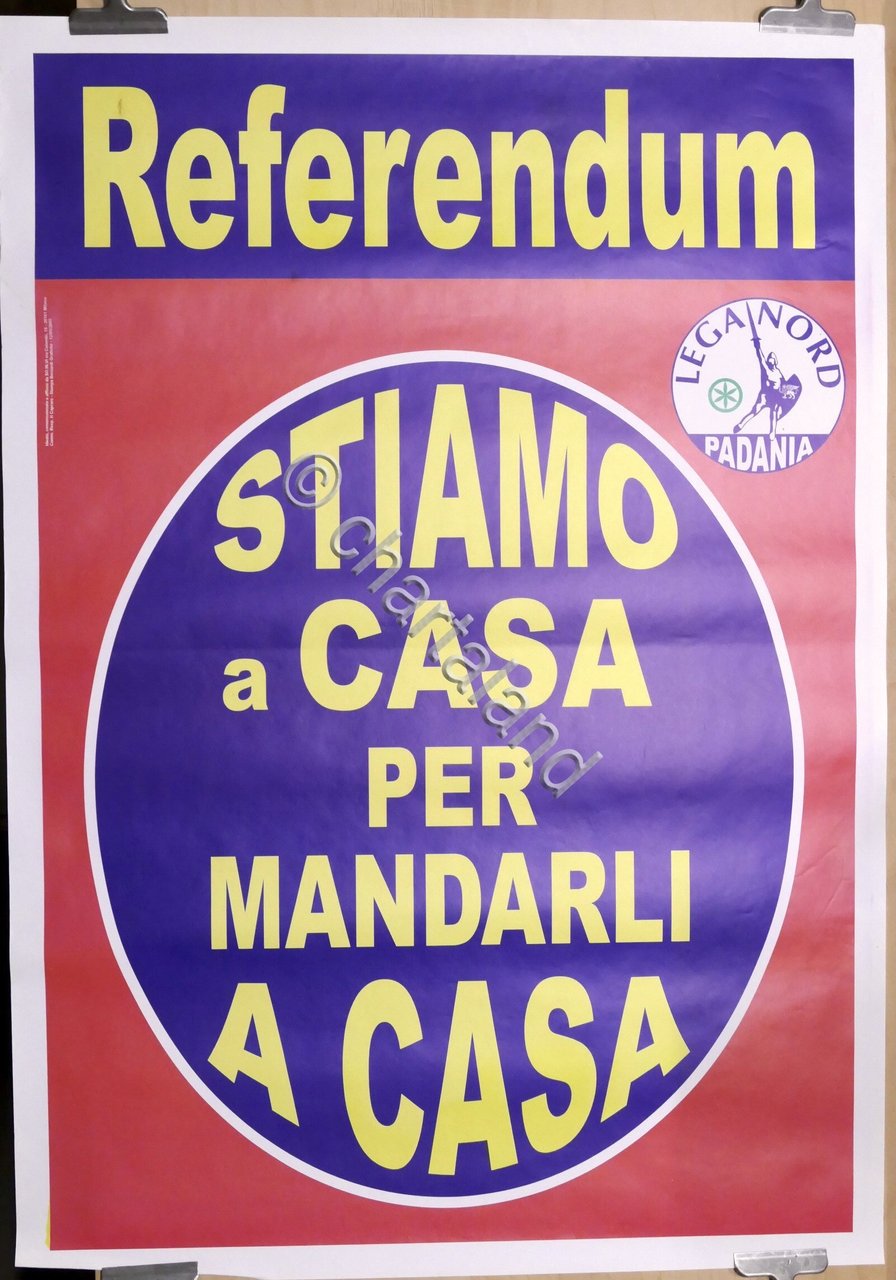 Referendum
LEGA NORD
PADANIA
STIAMO
a CASA
PER
MANDARLI
A CASA
© chartaland